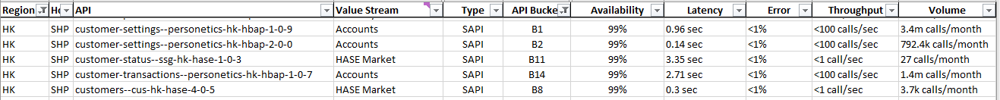 Region Ho API Value Stream Type API Bucke Availability Latency Error Throughput Volume
HK SHP customer-settings--personetics-hk-hbap-1-0-9 Accounts SAPI B1 99% 0.96 sec <1% <100 calls/sec 3.4m calls/month
HK SHP customer-settings--personetics-hk-hbap-2-0-0 Accounts SAPI B2 99% 0.14 sec <1% <100 calls/sec 792.4k calls/month
HK SHP customer-status--ssg-hk-hase-1-0-3 HASE Market SAPI B11 99% 3.35 sec <1% <1 call/sec 27 calls/month
HK SHP customer-transactions--personetics-hk-hbap-1-0-7 Accounts SAPI B14 99% 2.71 sec <1% <100 calls/sec 1.4m calls/month
HK SHP customers--cus-hk-hase-4-0-5 HASE Market SAPI B8 99% 0.3 sec <1% <1 call/sec 3.7k calls/month